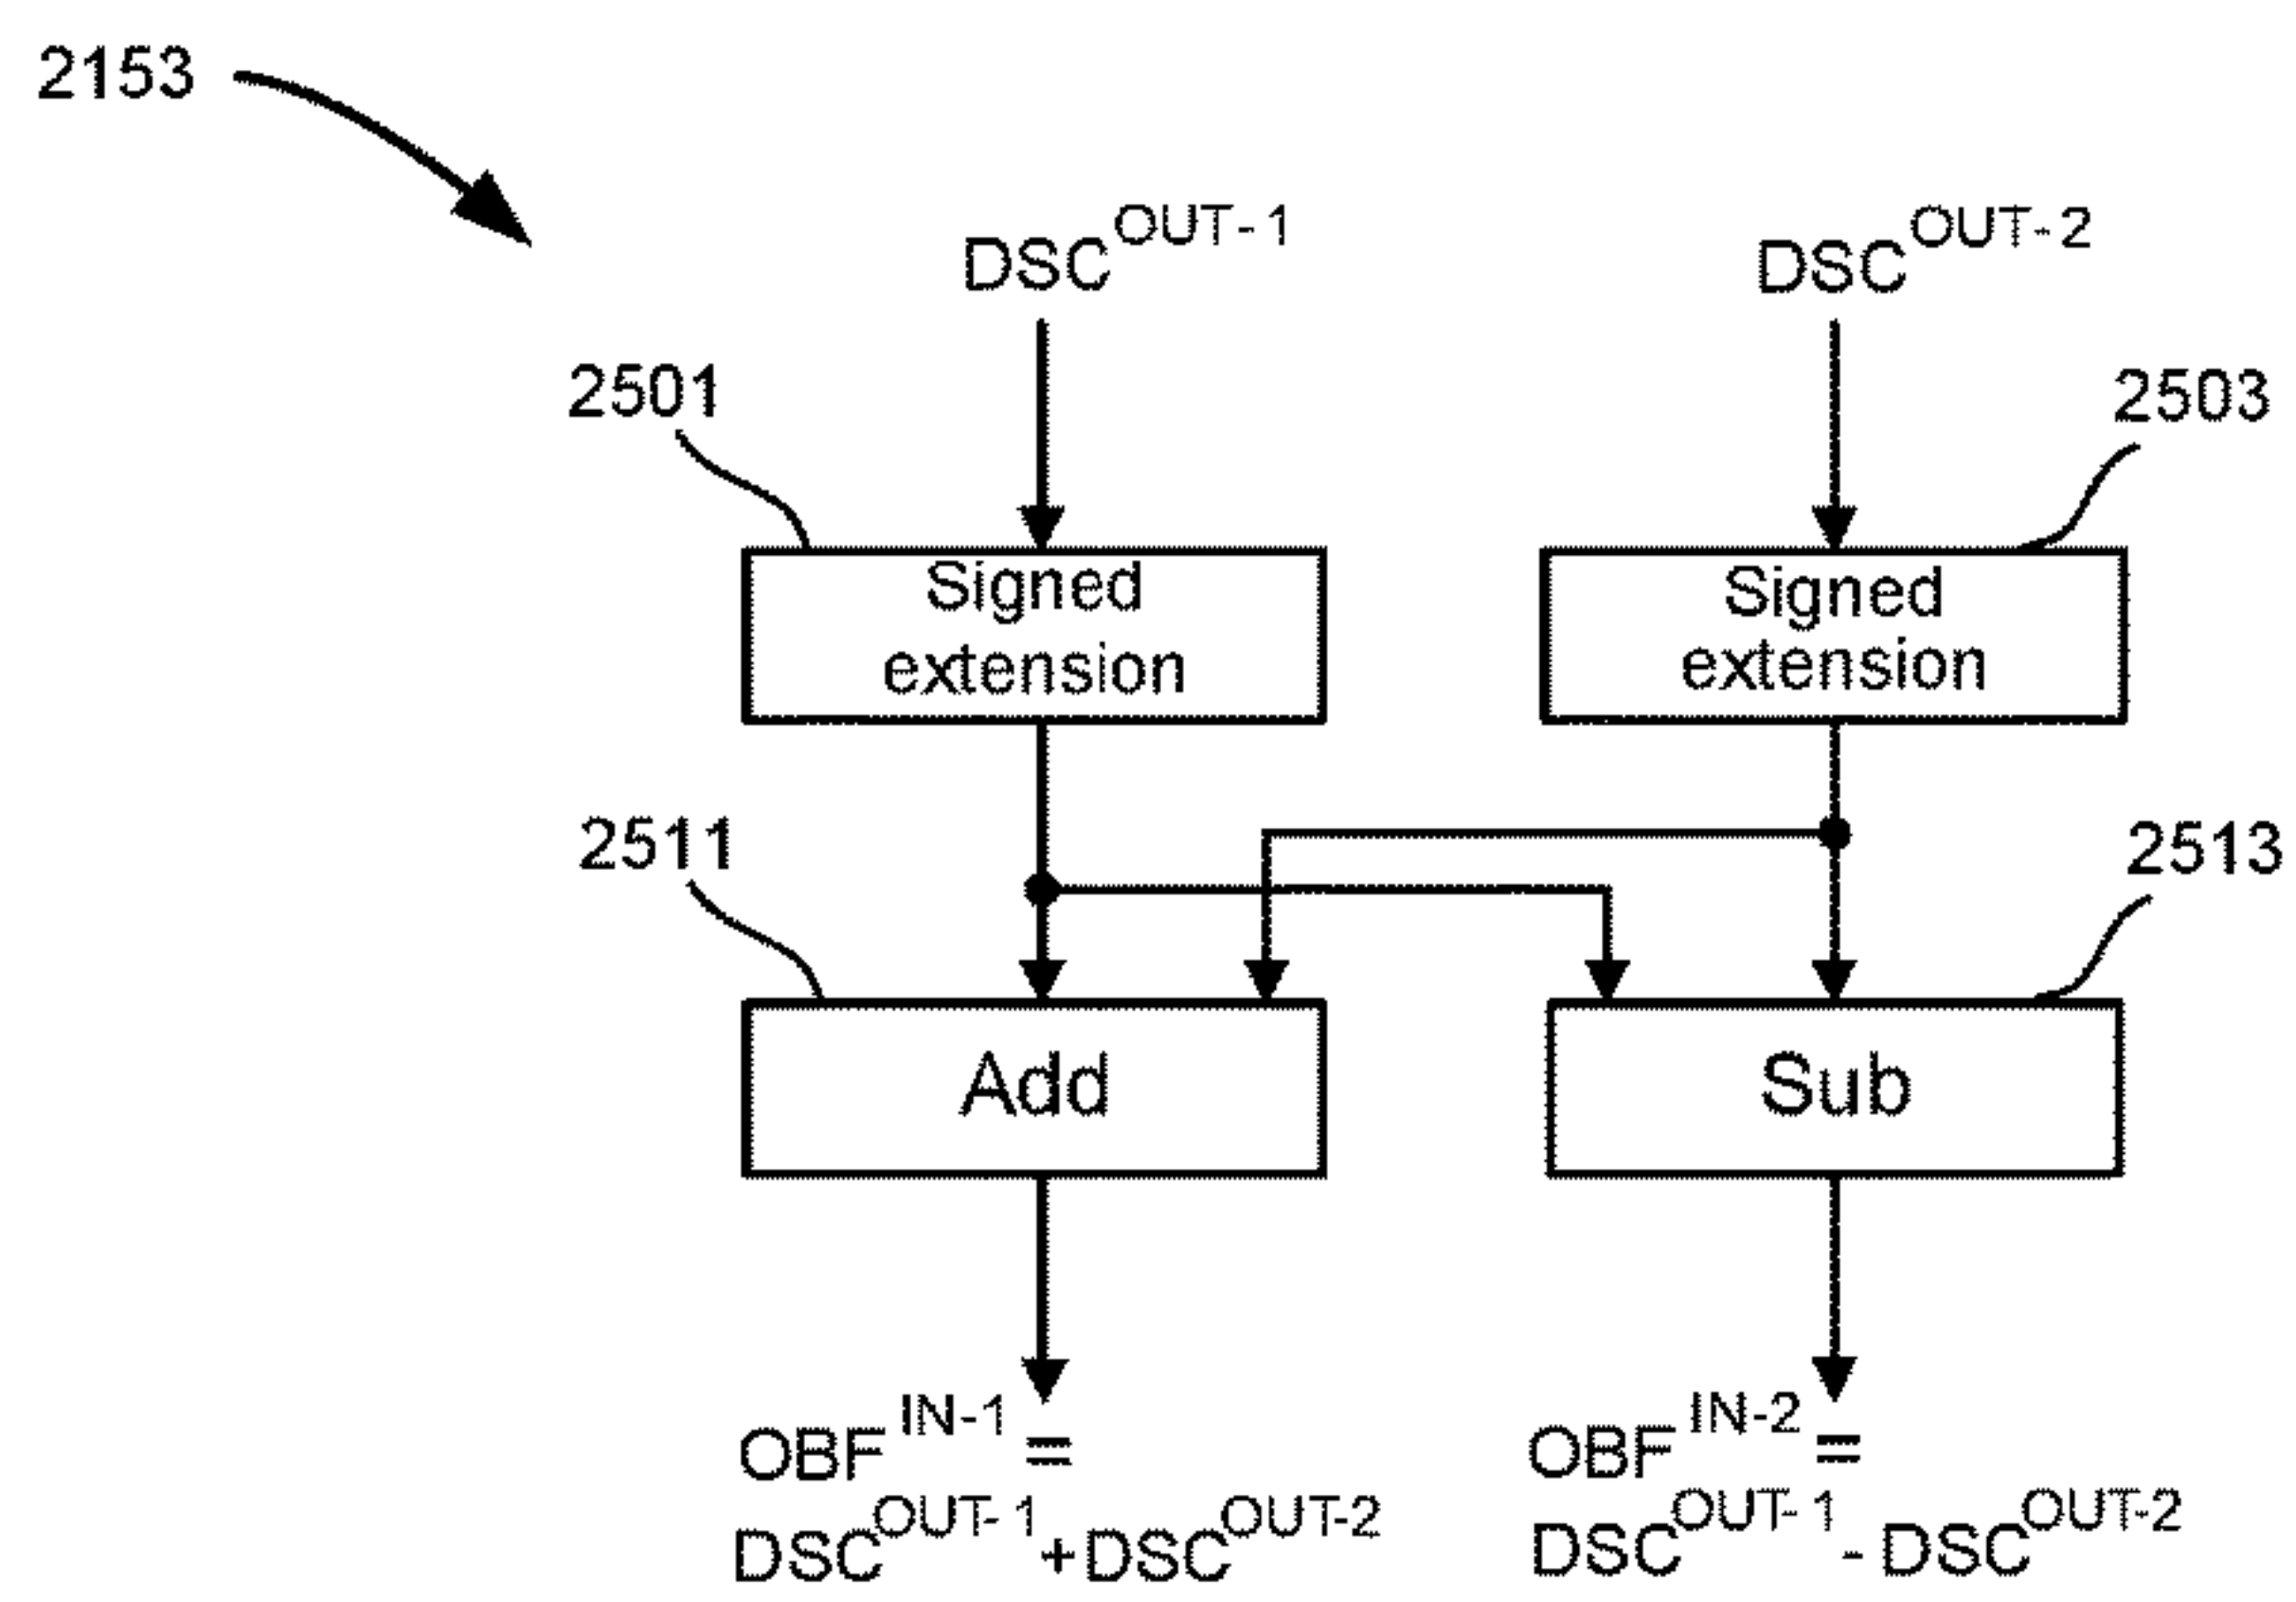 2153
DSC^OUT-1 DSC^OUT-2
2501 2503
Signed Signed
extension extension
2511 2513
Add Sub
OBF^IN-1 = OBF^IN-2 =
DSC^OUT-1+DSC^OUT-2 DSC^OUT-1 - DSC^OUT-2